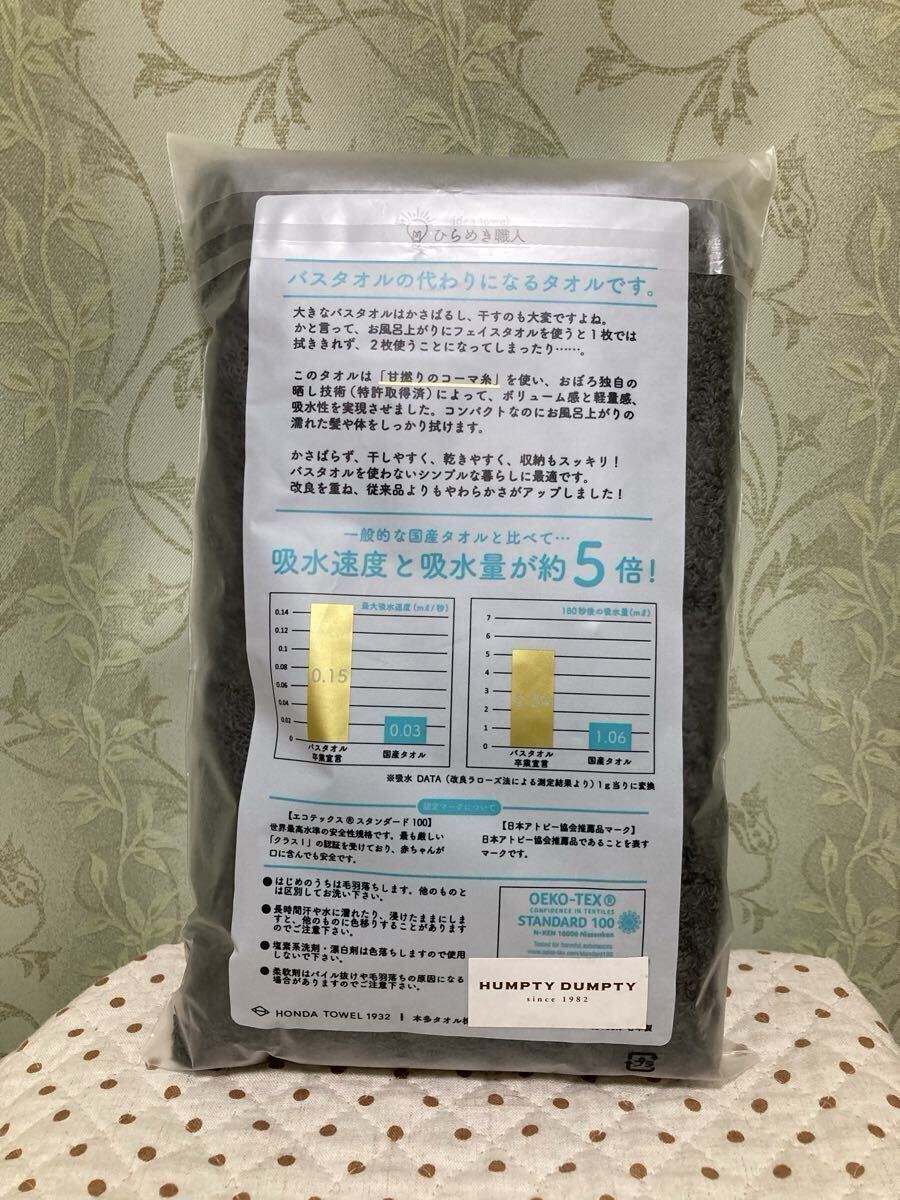 idea towel
ひらめき職人
バスタオルの代わりになるタオルです。
大きなバスタオルはかさばるし、干すのも大変ですよね。
かと言って、お風呂上がりにフェイスタオルを使うと1枚では
拭ききれず、2枚使うことになってしまったり……。
このタオルは「甘撚りのコーマ糸」を使い、おぼろ独自の
晒し技術（特許取得済）によって、ボリューム感と軽量感、
吸水性を実現させました。コンパクトなのにお風呂上がりの
濡れた髪や体をしっかり拭けます。
かさばらず、干しやすく、乾きやすく、収納もスッキリ！
バスタオルを使わないシンプルな暮らしに最適です。
改良を重ね、従来品よりもやわらかさがアップしました！
一般的な国産タオルと比べて…
吸水速度と吸水量が約5倍！
最大吸水速度（mℓ/秒）
0.14
0.12
0.1
0.08
0.06
0.04
0.02
0
0.15
0.03
バスタオル
卒業宣言
国産タオル
180秒後の吸水量（mℓ）
7
6
5
4
3
2
1
0
1.06
バスタオル
卒業宣言
国産タオル
※吸水 DATA（改良ラローズ法による測定結果より）1g当りに変換
認定マークについて
【エコテックス®スタンダード100】
世界最高水準の安全性規格です。最も厳しい
「クラスⅠ」の認証を受けており、赤ちゃんが
口に含んでも安全です。
【日本アトピー協会推薦品マーク】
日本アトピー協会推薦品であることを表す
マークです。
●はじめのうちは毛羽落ちします。他のものと
は区別してお洗い下さい。
●長時間汗や水に濡れたり、浸けたままにしま
すと、他のものに色移りすることがあります
のでご注意下さい。
●塩素系洗剤・漂白剤は色落ちしますので使用
しないで下さい。
●柔軟剤はパイル抜けや毛羽落ちの原因になる
場合がありますのでご注意下さい。
OEKO-TEX®
CONFIDENCE IN TEXTILES
STANDARD 100
N-KEN 16006 Nissenken
Tested for harmful substances
www.oeko-tex.com/standard100
HUMPTY DUMPTY
since 1982
HONDA TOWEL 1932 | 本多タオル株
プラ